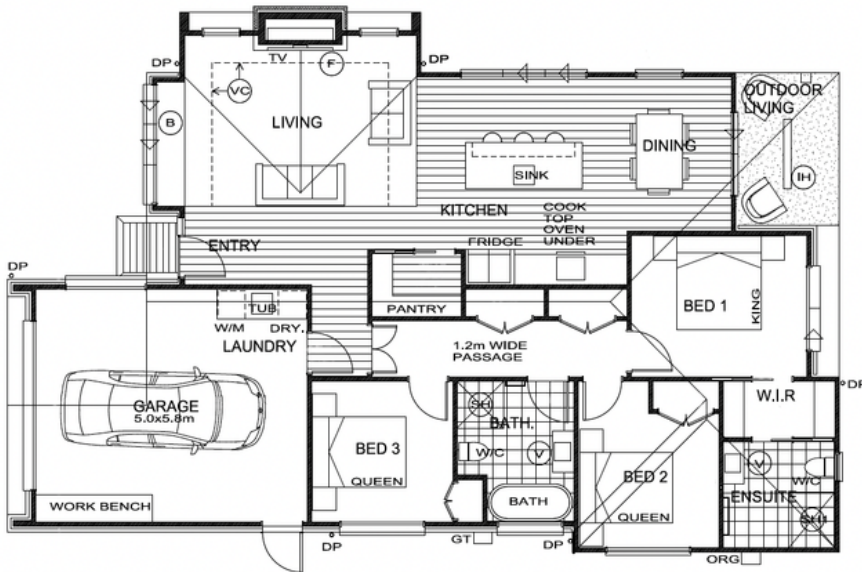 DP
TV
F
DP
VC
B
LIVING
OUTDOOR
LIVING
DINING
SINK
IH
KITCHEN
COOK
TOP
OVEN
UNDER
ENTRY
FRIDGE
DP
PANTRY
BED 1
KING
TUB
W/M
DRY.
LAUNDRY
1.2m WIDE
PASSAGE
GARAGE
5.0x5.8m
DP
W.I.R
SH
BATH.
W/C
V
BED 3
QUEEN
BED 2
QUEEN
V
W/C
ENSUITE
SH
WORK BENCH
BATH
DP
GT
DP
ORG